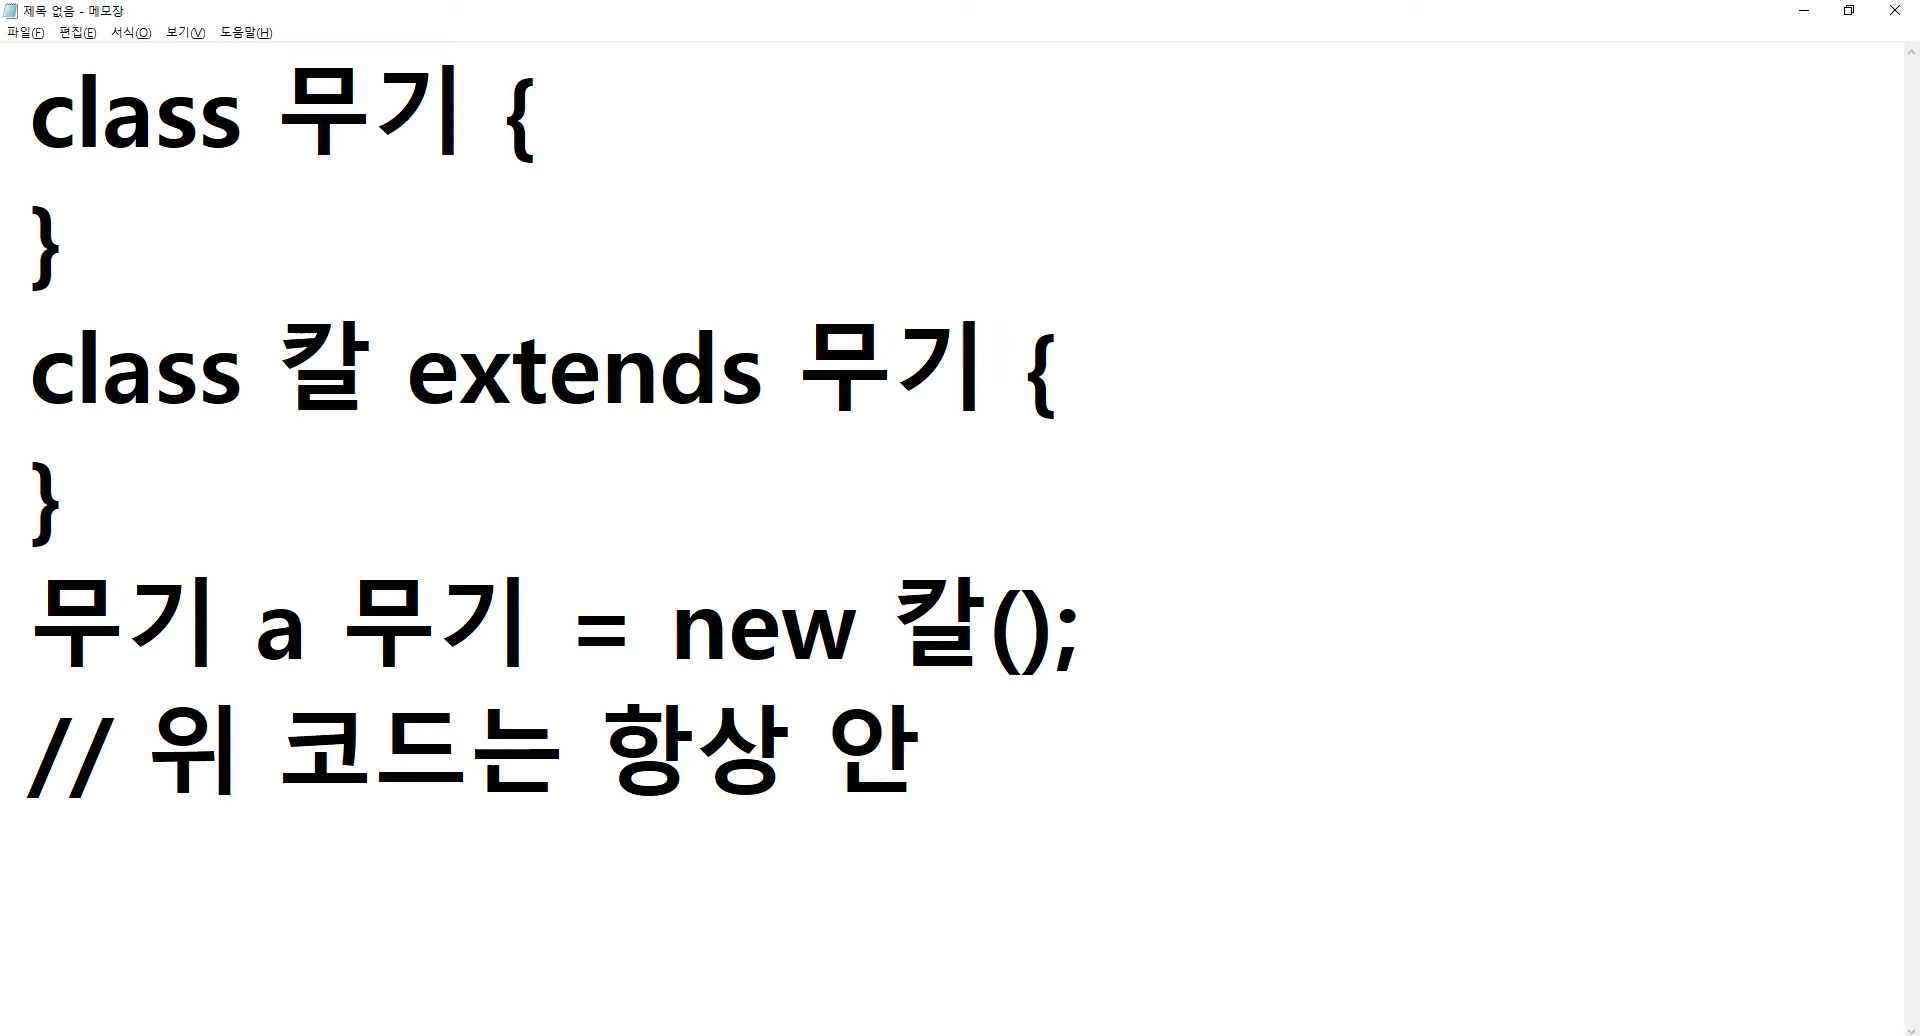 제목 없음 - 메모장
파일(F) 편집(E) 서식(O) 보기(V) 도움말(H)
class 무기 {
}
class 칼 extends 무기 {
}
무기 a 무기 = new 칼();
// 위 코드는 항상 안